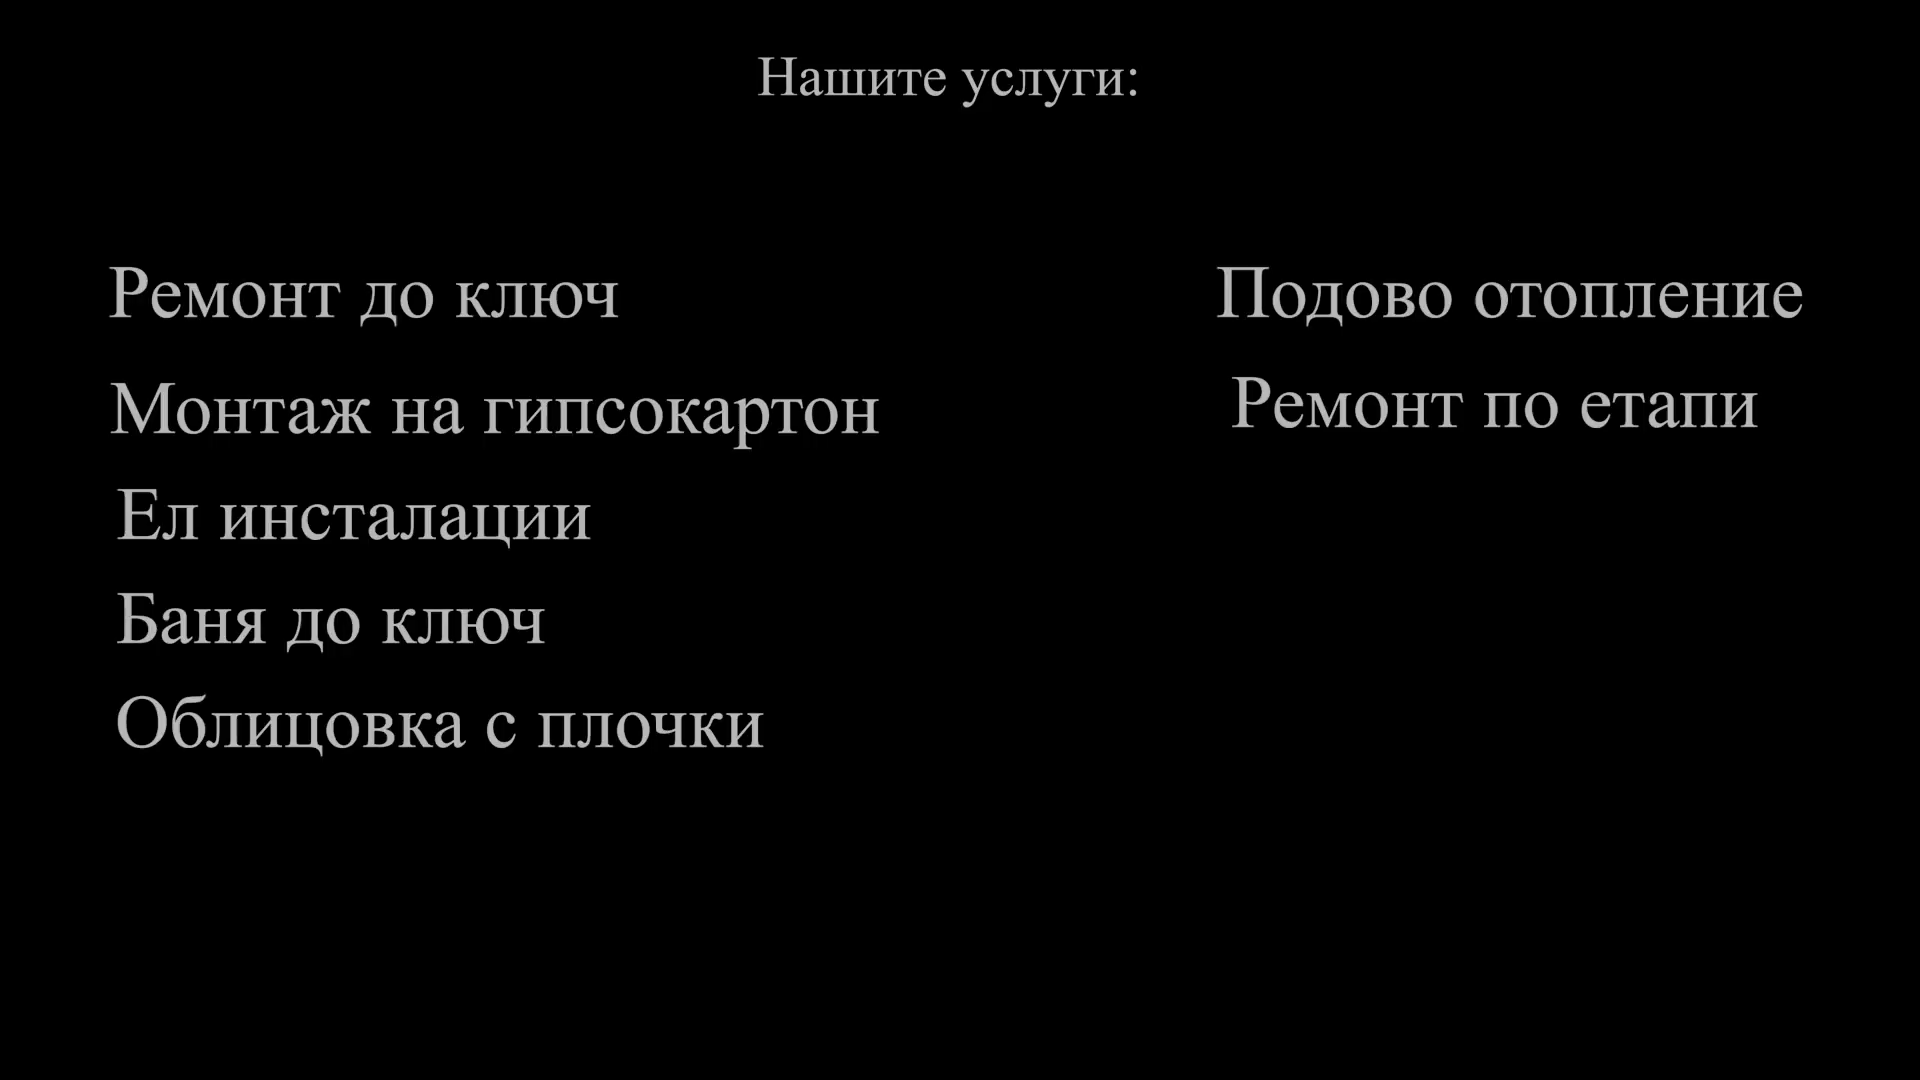 Нашите услуги:
Ремонт до ключ
Монтаж на гипсокартон
Ел инсталации
Баня до ключ
Облицовка с плочки
Подово отопление
Ремонт по етапи